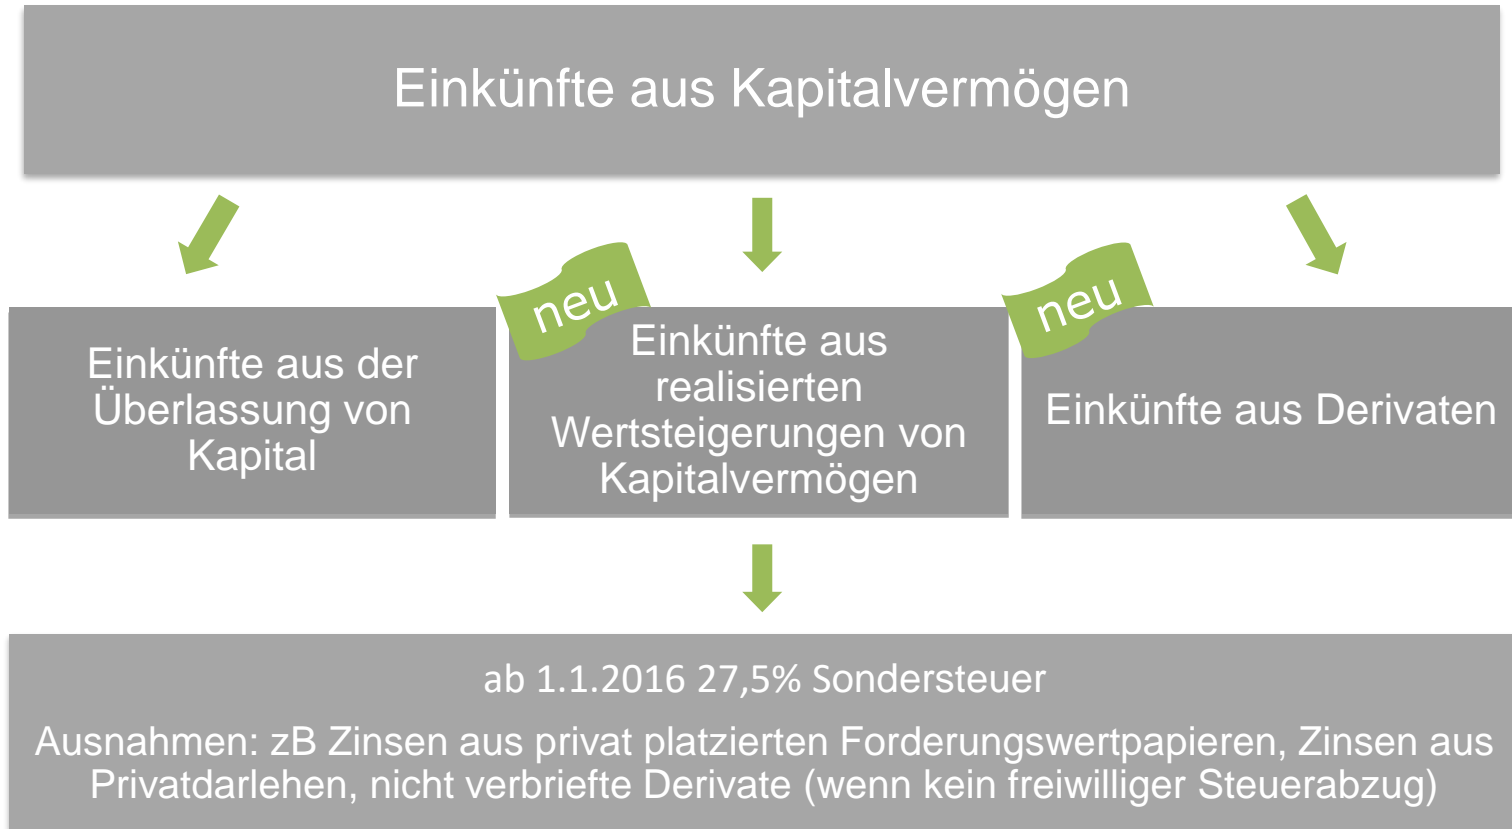 Einkünfte aus Kapitalvermögen
Einkünfte aus der
Überlassung von
Kapital
neu
Einkünfte aus
realisierten
Wertsteigerungen von
Kapitalvermögen
neu
Einkünfte aus Derivaten
ab 1.1.2016 27,5% Sondersteuer
Ausnahmen: zB Zinsen aus privat platzierten Forderungswertpapieren, Zinsen aus
Privatdarlehen, nicht verbriefte Derivate (wenn kein freiwilliger Steuerabzug)